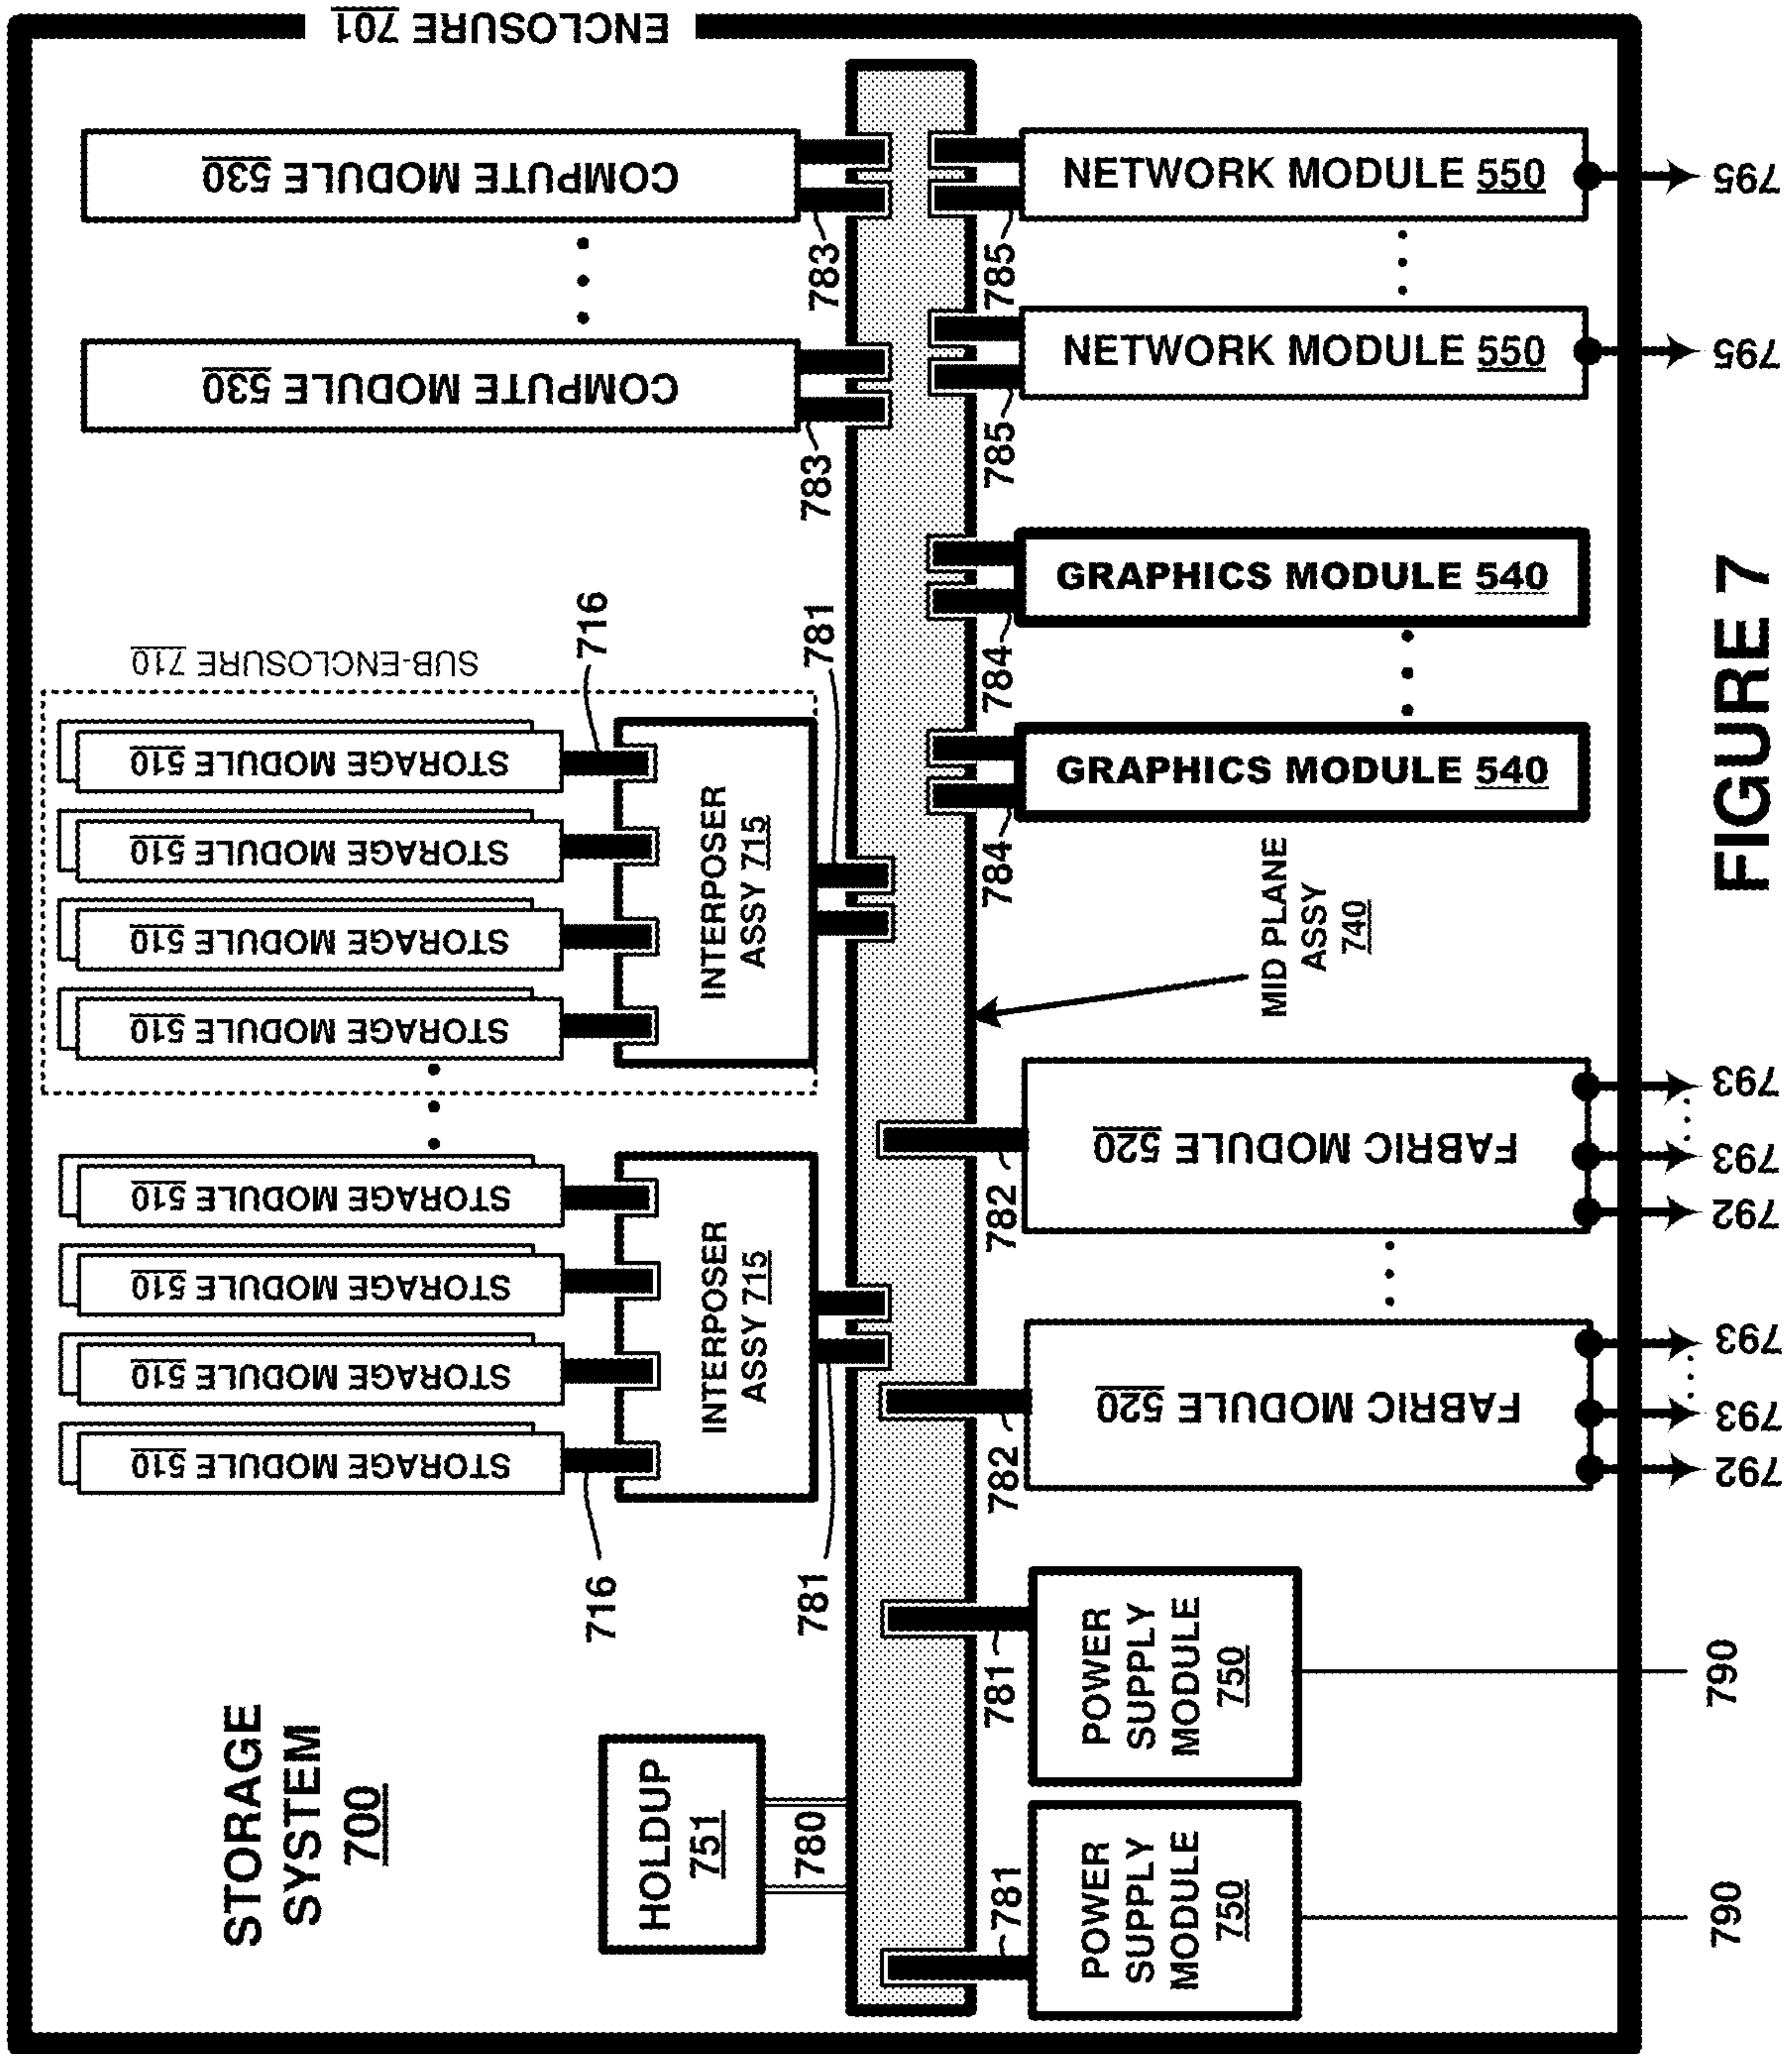 ENCLOSURE 701
COMPUTE MODULE 530
783
COMPUTE MODULE 530
783
NETWORK MODULE 550
785
795
NETWORK MODULE 550
785
795
SUB-ENCLOSURE 710
STORAGE MODULE 510
STORAGE MODULE 510
STORAGE MODULE 510
STORAGE MODULE 510
716
INTERPOSER
ASSY 715
781
GRAPHICS MODULE 540
784
GRAPHICS MODULE 540
784
MID PLANE
ASSY
740
STORAGE MODULE 510
STORAGE MODULE 510
STORAGE MODULE 510
STORAGE MODULE 510
716
INTERPOSER
ASSY 715
781
FABRIC MODULE 520
782
793
793
792
FABRIC MODULE 520
782
793
793
792
STORAGE
SYSTEM
700
HOLDUP
751
780
POWER
SUPPLY
MODULE
750
781
790
POWER
SUPPLY
MODULE
750
781
790
FIGURE 7